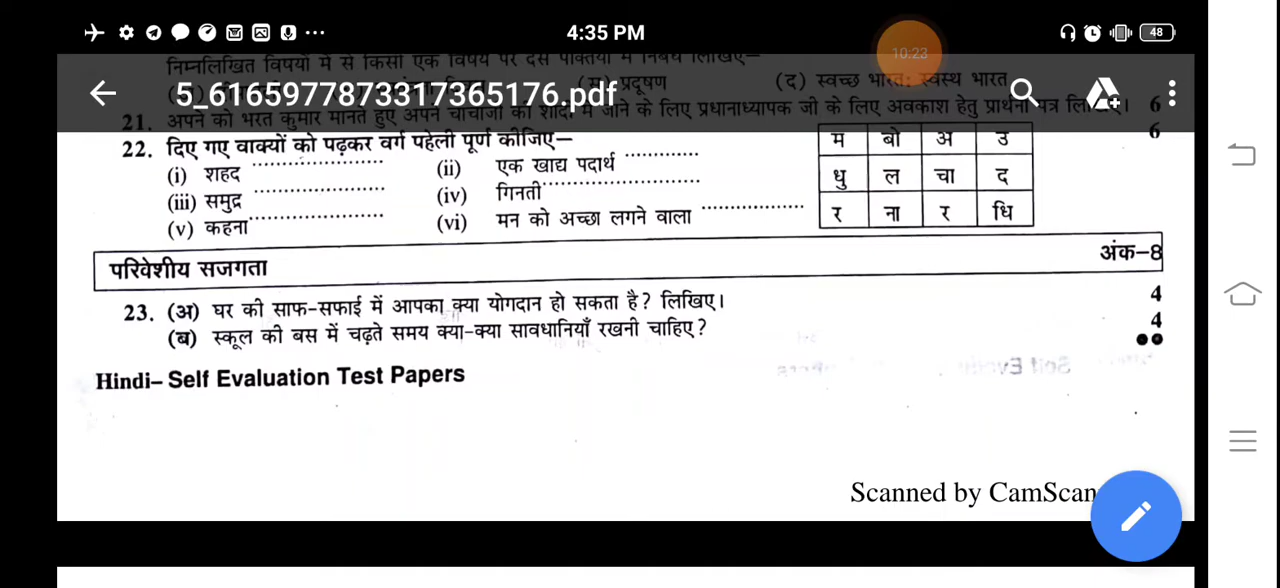 4:35 PM
48
10:23
निम्नलिखित विषयों में से किसी एक विषय पर दस पंक्तियों में निबंध लिखिए–
प्रदूषण (द) स्वच्छ भारत: स्वस्थ भारत
5_6165977873317365176.pdf
21. अपने को भरत कुमार मानते हुए अपने चाचाजी की शादी में जाने के लिए प्रधानाध्यापक जी के लिए अवकाश हेतु प्रार्थना पत्र लिखिए। 6
22. दिए गए वाक्यों को पढ़कर वर्ग पहेली पूर्ण कीजिए– 6
(i) शहद .................... (ii) एक खाद्य पदार्थ ....................
(iii) समुद्र .................... (iv) गिनती ....................
(v) कहना .................... (vi) मन को अच्छा लगने वाला ....................
म बो अ उ
धु ल चा द
र ना र धि
परिवेशीय सजगता अंक–8
23. (अ) घर की साफ-सफाई में आपका क्या योगदान हो सकता है? लिखिए। 4
(ब) स्कूल की बस में चढ़ते समय क्या-क्या सावधानियाँ रखनी चाहिए? 4
Hindi– Self Evaluation Test Papers
Scanned by CamScan